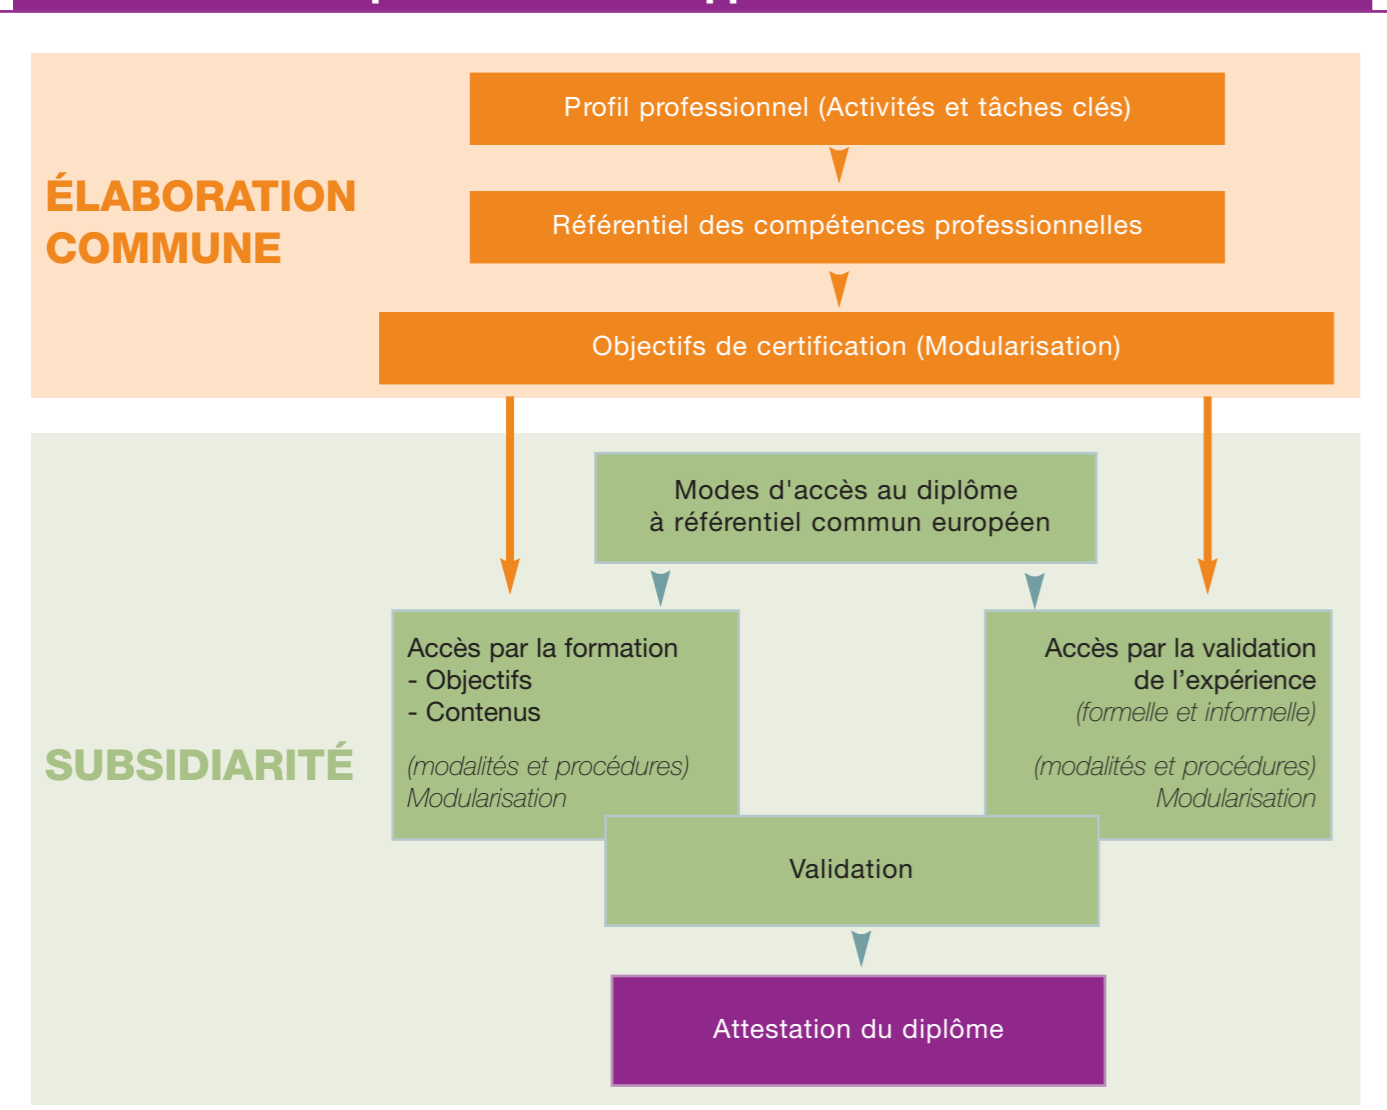 Profil professionnel (Activités et tâches clés)
ÉLABORATION
COMMUNE
Référentiel des compétences professionnelles
Objectifs de certification (Modularisation)
Modes d'accès au diplôme
à référentiel commun européen
Accès par la formation
- Objectifs
- Contenus
(modalités et procédures)
Modularisation
Accès par la validation
de l’expérience
(formelle et informelle)
(modalités et procédures)
Modularisation
SUBSIDIARITÉ
Validation
Attestation du diplôme